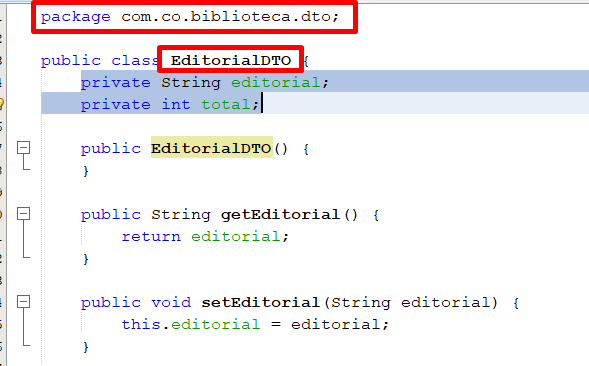 package com.co.biblioteca.dto;
public class EditorialDTO {
private String editorial;
private int total;
public EditorialDTO() {
}
public String getEditorial() {
return editorial;
}
public void setEditorial(String editorial) {
this.editorial = editorial;
}